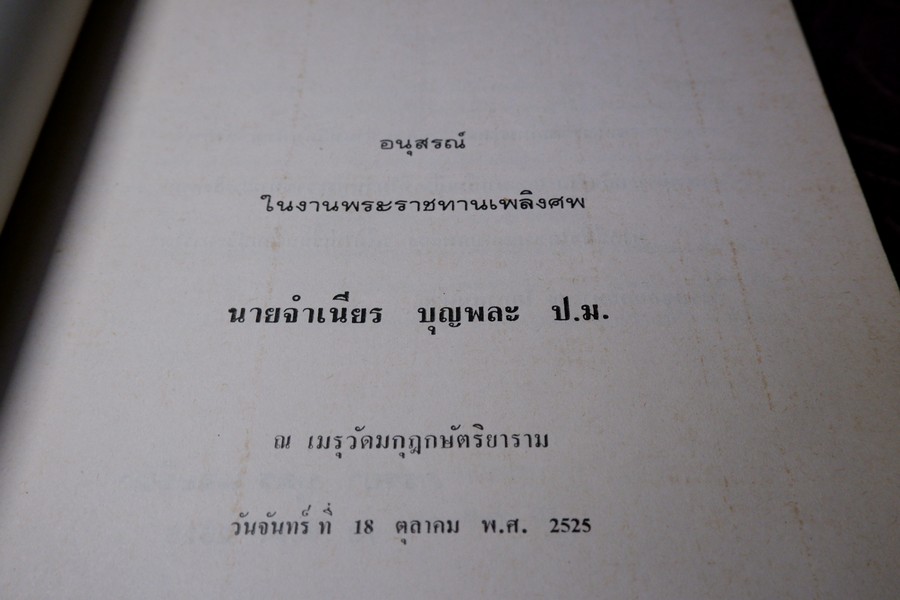 อนุสรณ์
ในงานพระราชทานเพลิงศพ
นายจำเนียร บุญพละ ป.ม.
ณ เมรุวัดมกุฎกษัตริยาราม
วันจันทร์ ที่ 18 ตุลาคม พ.ศ. 2525